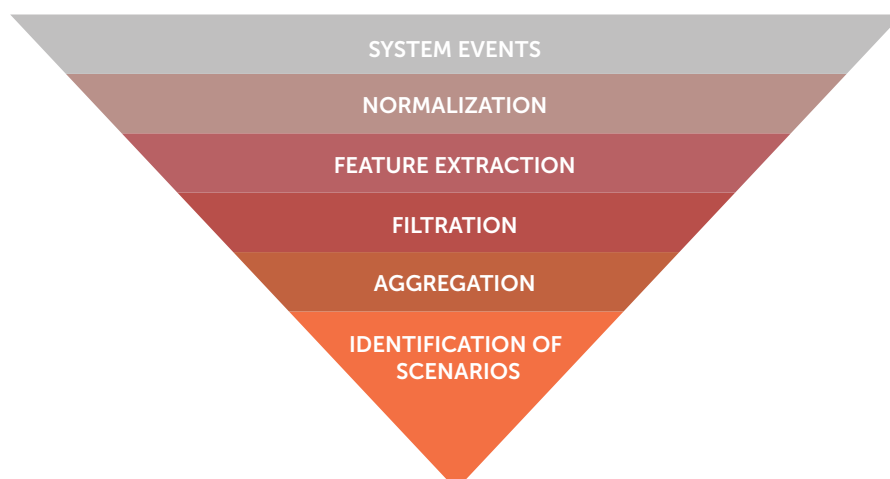 SYSTEM EVENTS
NORMALIZATION
FEATURE EXTRACTION
FILTRATION
AGGREGATION
IDENTIFICATION OF
SCENARIOS